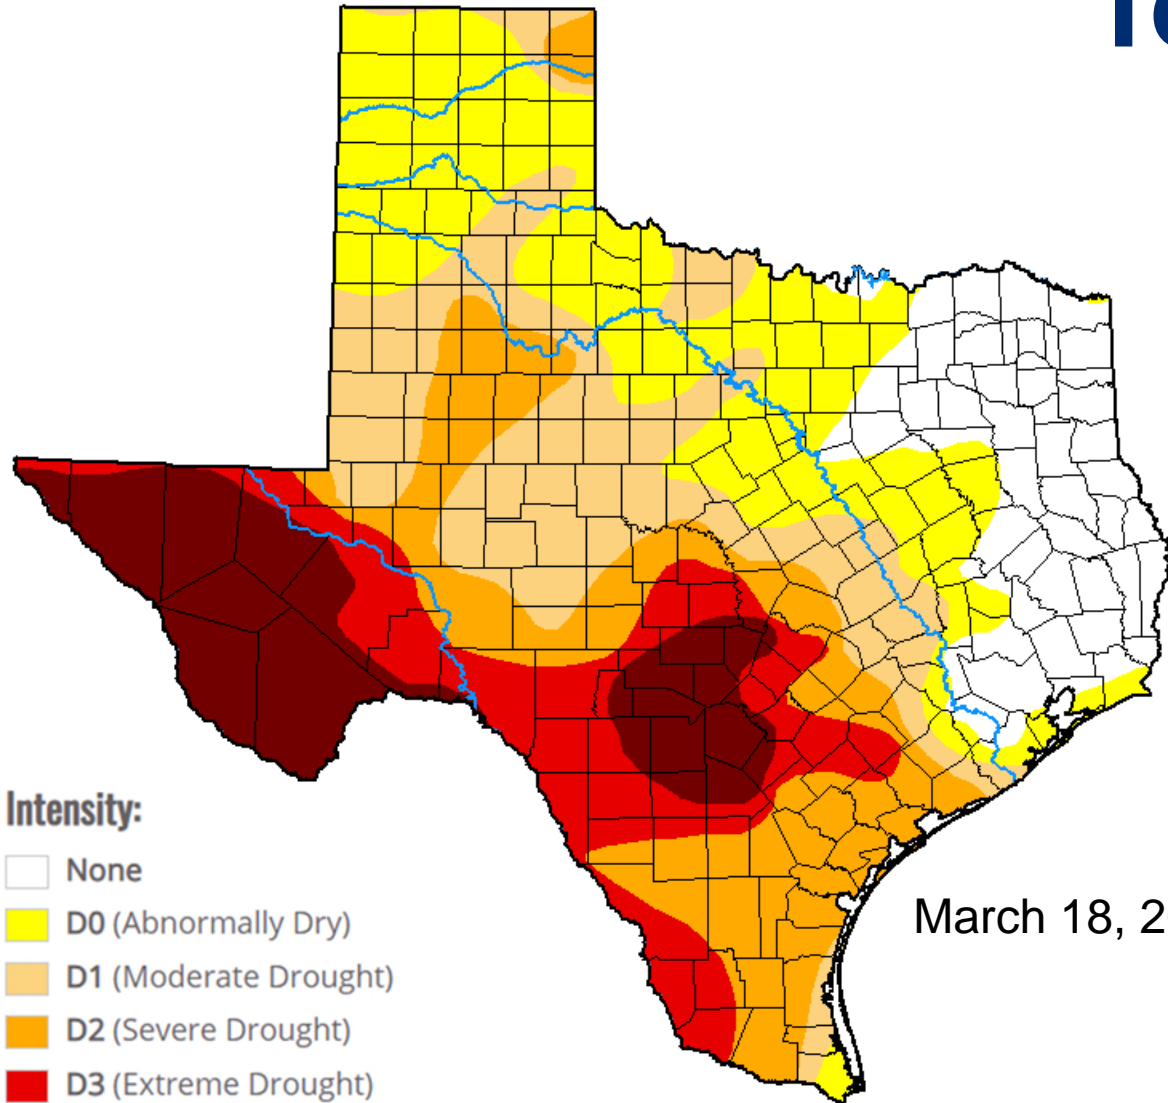 Intensity:
None
D0 (Abnormally Dry)
D1 (Moderate Drought)
D2 (Severe Drought)
D3 (Extreme Drought)
March 18, 2